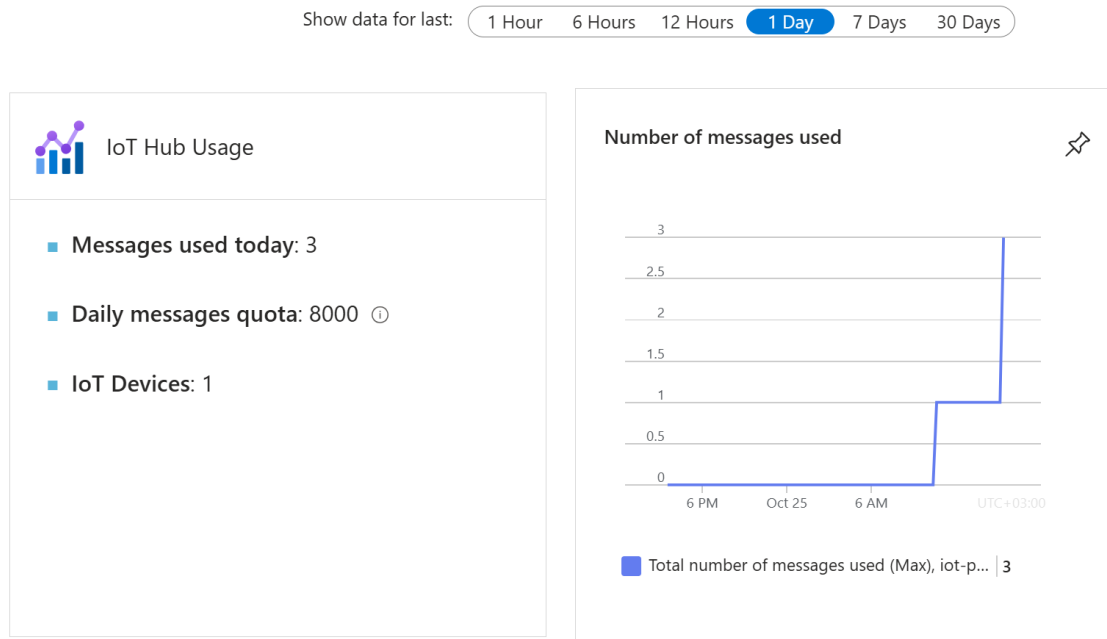 Show data for last: 1 Hour 6 Hours 12 Hours 1 Day 7 Days 30 Days
IoT Hub Usage
Messages used today: 3
Daily messages quota: 8000
IoT Devices: 1
Number of messages used
3
2.5
2
1.5
1
0.5
0
6 PM Oct 25 6 AM UTC+03:00
Total number of messages used (Max), iot-p... 3